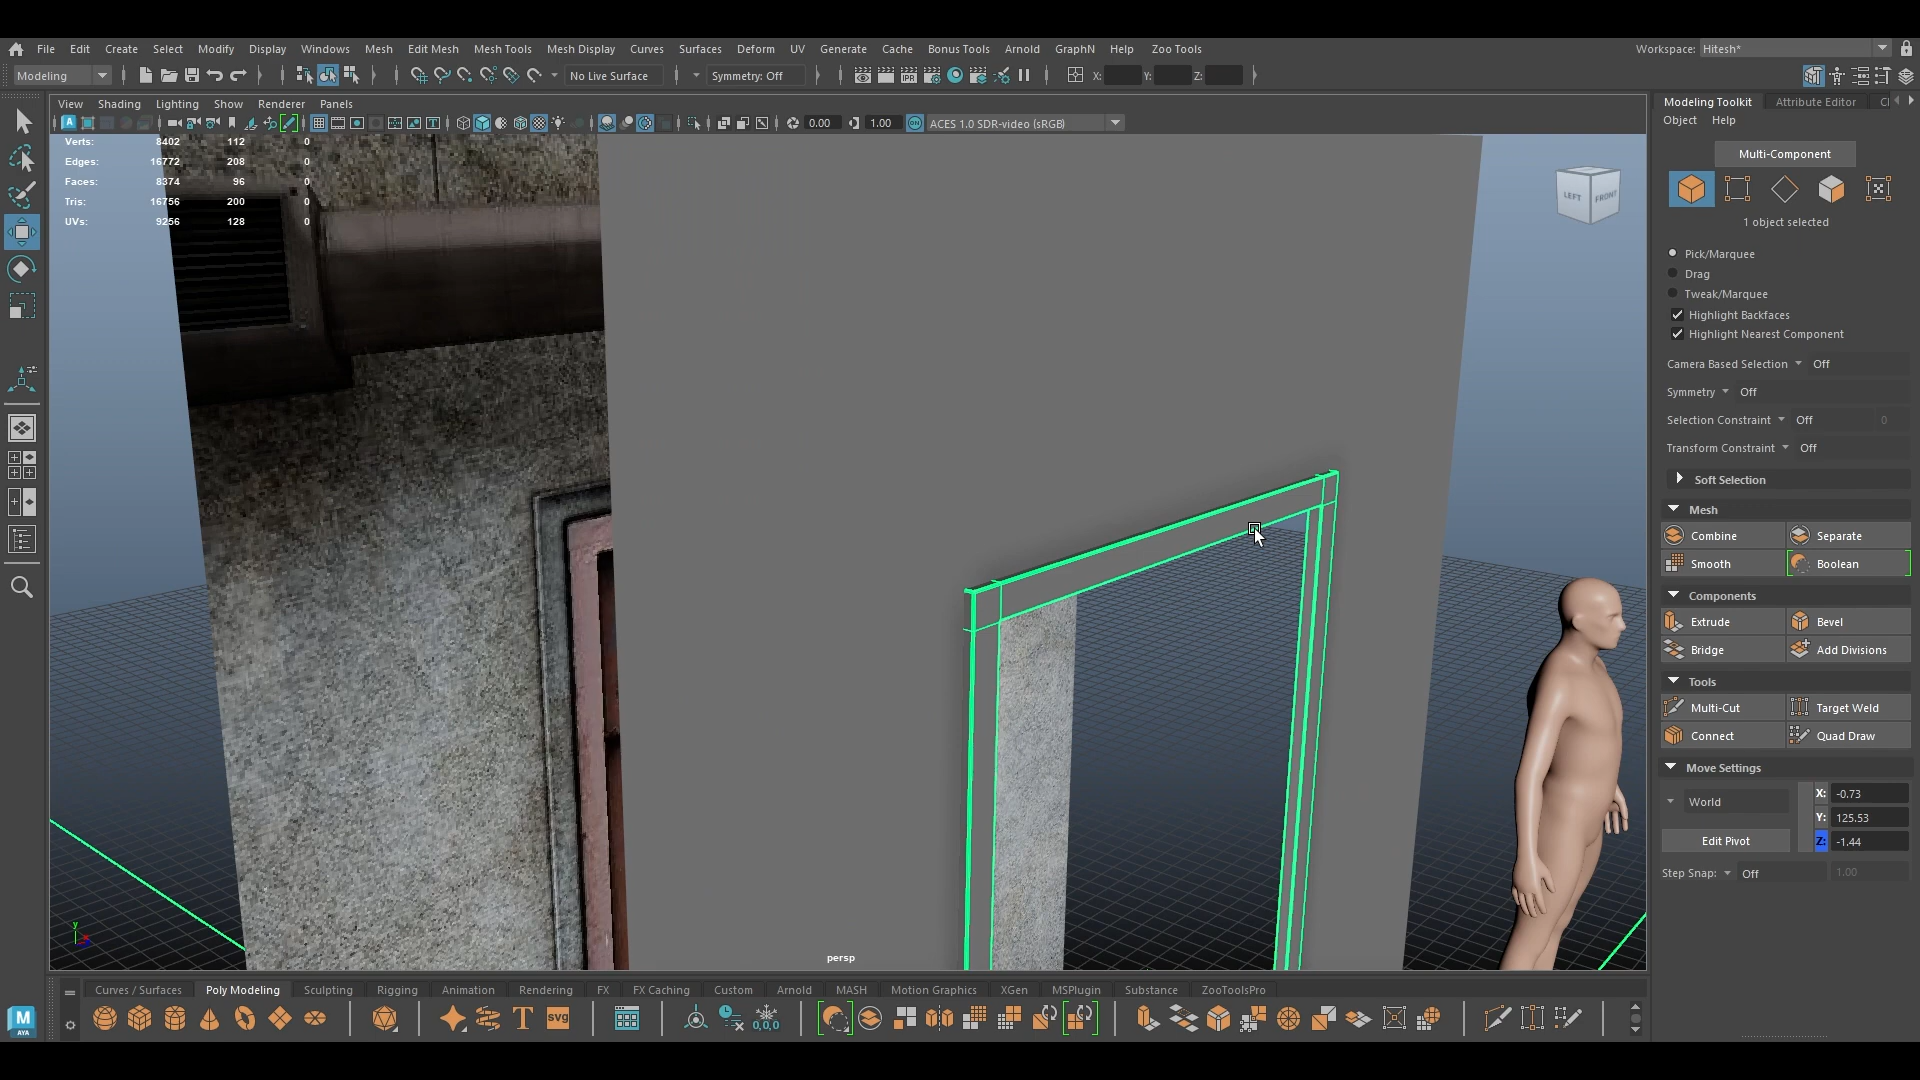 File Edit Create Select Modify Display Windows Mesh Edit Mesh Mesh Tools Mesh Display Curves Surfaces Deform UV Generate Cache Bonus Tools Arnold GraphN Help Zoo Tools Workspace: Hitesh*
Modeling No Live Surface Symmetry: Off IPR X: Y: Z:
View Shading Lighting Show Renderer Panels
0.00 1.00 ON ACES 1.0 SDR-video (sRGB)
Verts: 8402 112 0
Edges: 16772 208 0
Faces: 8374 96 0
Tris: 16756 200 0
UVs: 9256 128 0
LEFT FRONT
y
persp
Modeling Toolkit Attribute Editor
Object Help
Multi-Component
1 object selected
Pick/Marquee
Drag
Tweak/Marquee
Highlight Backfaces
Highlight Nearest Component
Camera Based Selection Off
Symmetry Off
Selection Constraint Off 0
Transform Constraint Off
Soft Selection
Mesh
Combine Separate
Smooth Boolean
Components
Extrude Bevel
Bridge Add Divisions
Tools
Multi-Cut Target Weld
Connect Quad Draw
Move Settings
World X: -0.73
Y: 125.53
Edit Pivot Z: -1.44
Step Snap: Off 1.00
Curves / Surfaces Poly Modeling Sculpting Rigging Animation Rendering FX FX Caching Custom Arnold MASH Motion Graphics XGen MSPlugin Substance ZooToolsPro
M
AYA
T svg 0,0,0